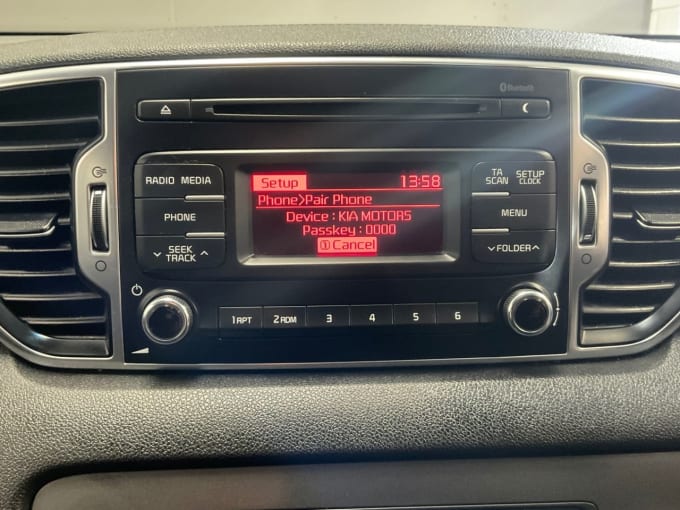 Bluetooth
RADIO MEDIA
PHONE
SEEK
TRACK
Setup 13:58
Phone>Pair Phone
Device : KIA MOTORS
Passkey : 0000
① Cancel
TA
SCAN
SETUP
CLOCK
MENU
FOLDER
1 RPT
2 RDM
3
4
5
6